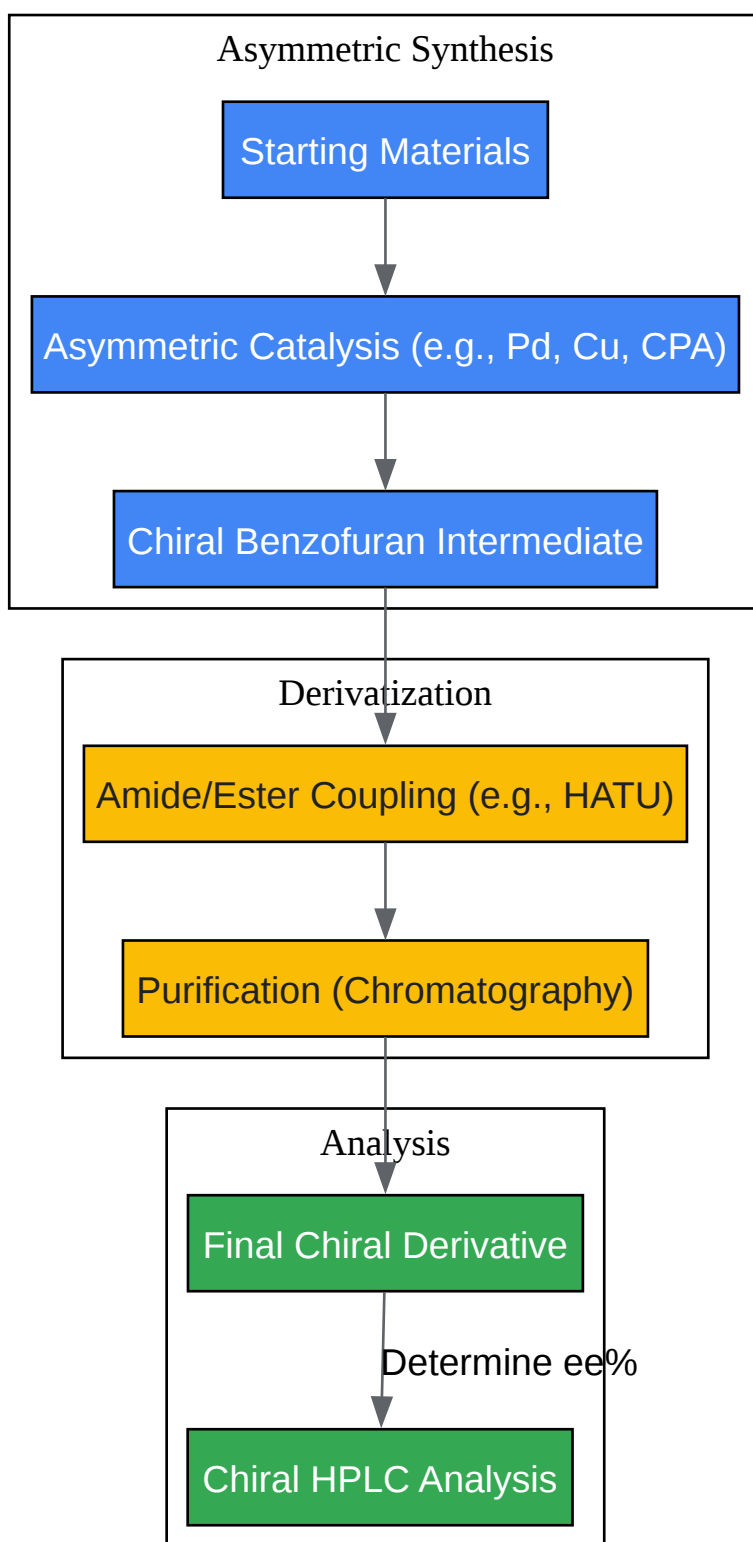 Asymmetric Synthesis
Starting Materials
Asymmetric Catalysis (e.g., Pd, Cu, CPA)
Chiral Benzofuran Intermediate
Derivatization
Amide/Ester Coupling (e.g., HATU)
Purification (Chromatography)
Analysis
Final Chiral Derivative
Determine ee%
Chiral HPLC Analysis